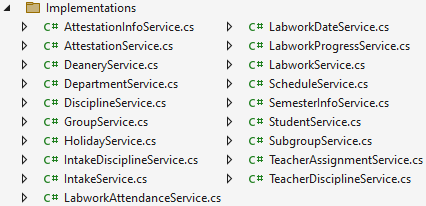 Implementations
C# AttestationInfoService.cs
C# AttestationService.cs
C# DeaneryService.cs
C# DepartmentService.cs
C# DisciplineService.cs
C# GroupService.cs
C# HolidayService.cs
C# IntakeDisciplineService.cs
C# IntakeService.cs
C# LabworkAttendanceService.cs
C# LabworkDateService.cs
C# LabworkProgressService.cs
C# LabworkService.cs
C# ScheduleService.cs
C# SemesterInfoService.cs
C# StudentService.cs
C# SubgroupService.cs
C# TeacherAssignmentService.cs
C# TeacherDisciplineService.cs